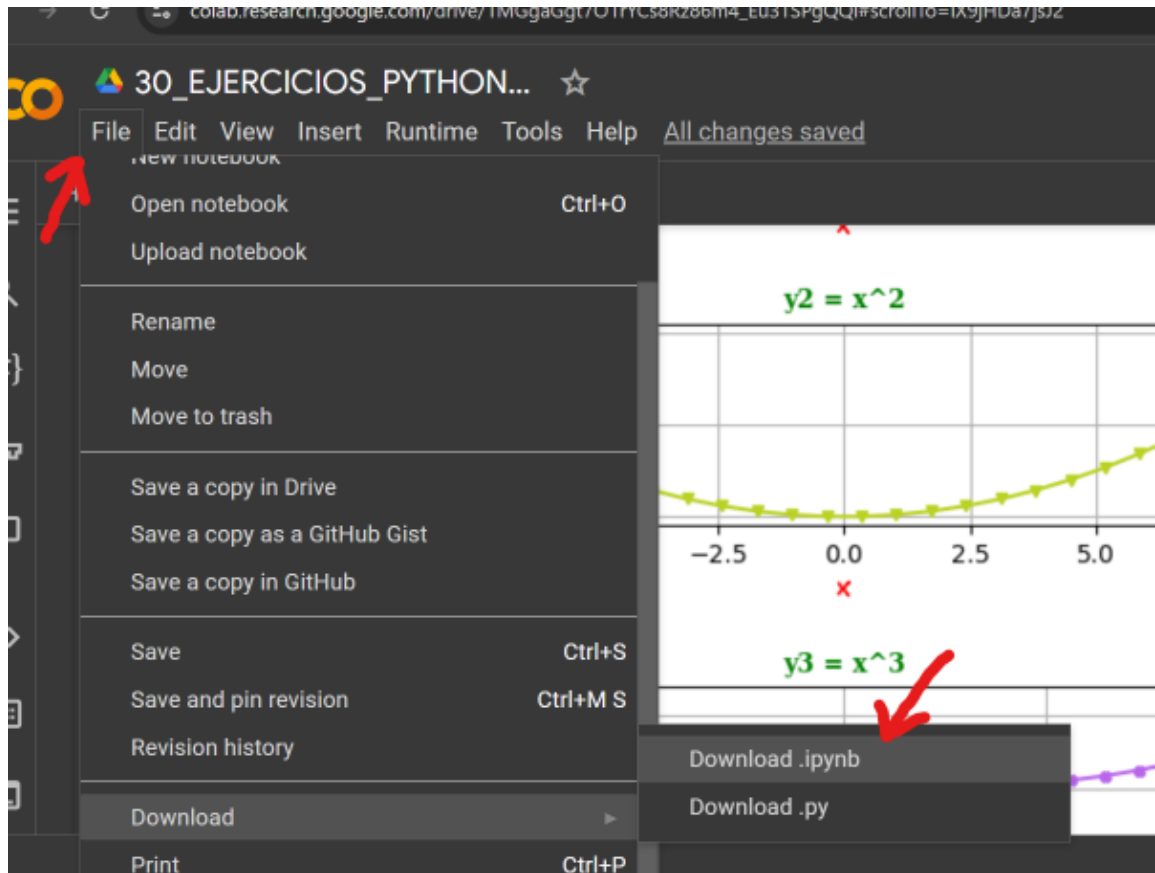 30_EJERCICIOS_PYTHON...
File Edit View Insert Runtime Tools Help All changes saved
New notebook
Open notebook Ctrl+O
Upload notebook
Rename
Move
Move to trash
Save a copy in Drive
Save a copy as a GitHub Gist
Save a copy in GitHub
Save Ctrl+S
Save and pin revision Ctrl+M S
Revision history
Download
Print Ctrl+P
Download .ipynb
Download .py
x
y2 = x^2
−2.5 0.0 2.5 5.0
x
y3 = x^3